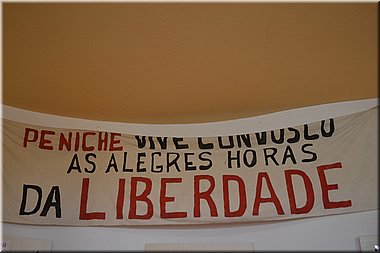 PENICHE VIVE CONVOSCO
AS ALEGRES HORAS
DA LIBERDADE